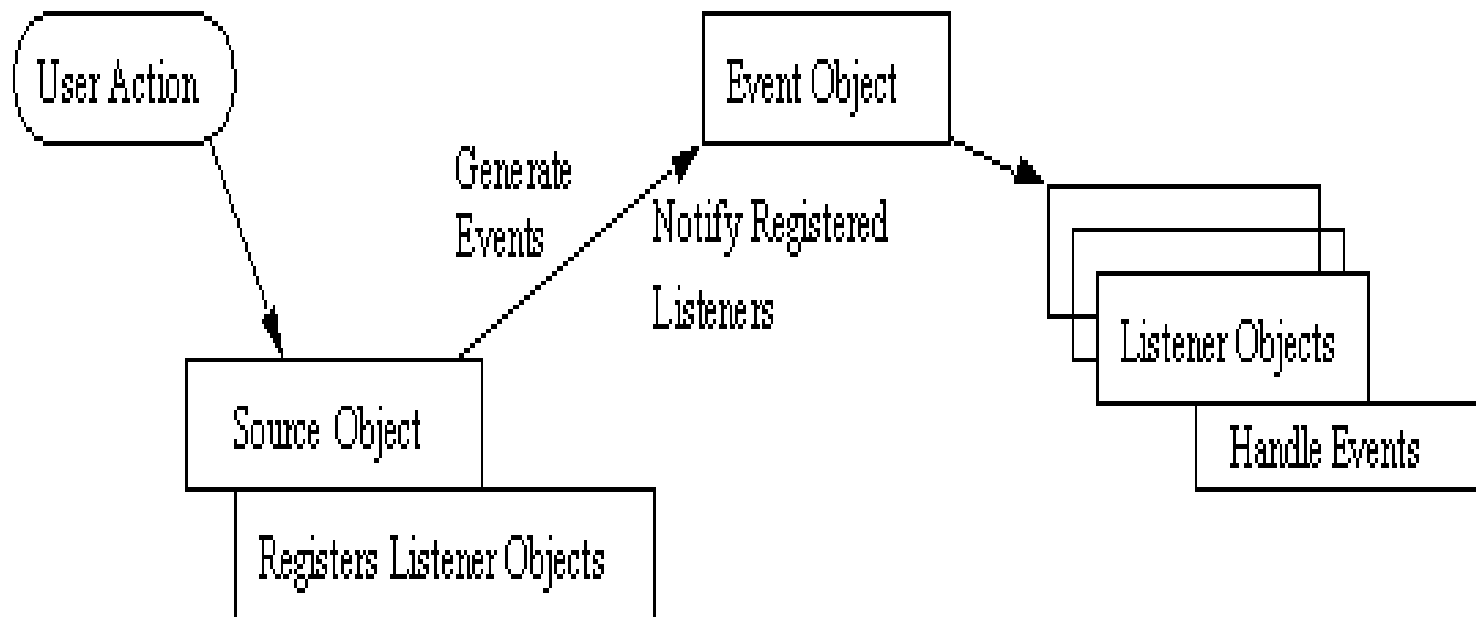 User Action
Event Object
Generate
Events
Notify Registered
Listeners
Listener Objects
Handle Events
Source Object
Registers Listener Objects